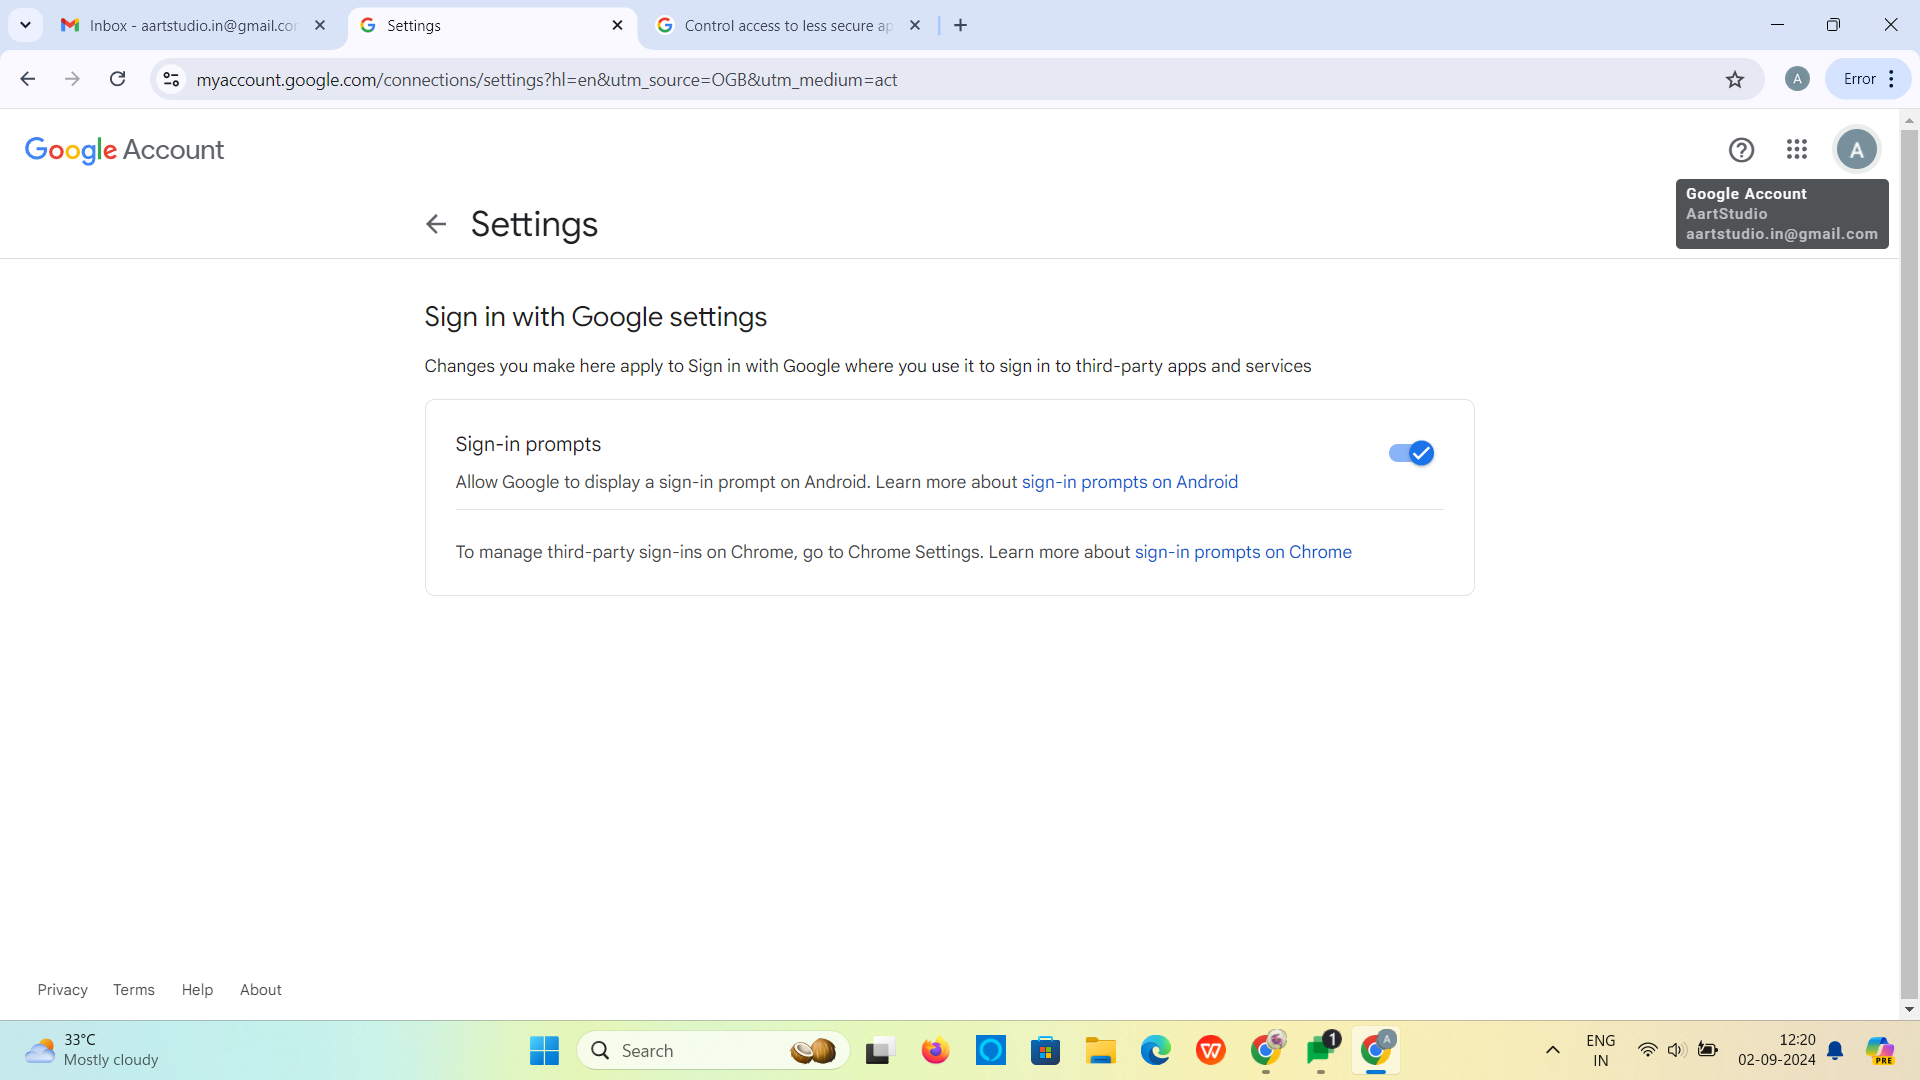 Inbox - aartstudio.in@gmail.com
Settings
Control access to less secure ap
myaccount.google.com/connections/settings?hl=en&utm_source=OGB&utm_medium=act
A
Error
Google Account
A
Google Account
AartStudio
aartstudio.in@gmail.com
Settings
Sign in with Google settings
Changes you make here apply to Sign in with Google where you use it to sign in to third-party apps and services
Sign-in prompts
Allow Google to display a sign-in prompt on Android. Learn more about sign-in prompts on Android
To manage third-party sign-ins on Chrome, go to Chrome Settings. Learn more about sign-in prompts on Chrome
Privacy Terms Help About
33°C
Mostly cloudy
Search
1
A
ENG
IN
12:20
02-09-2024
PRE